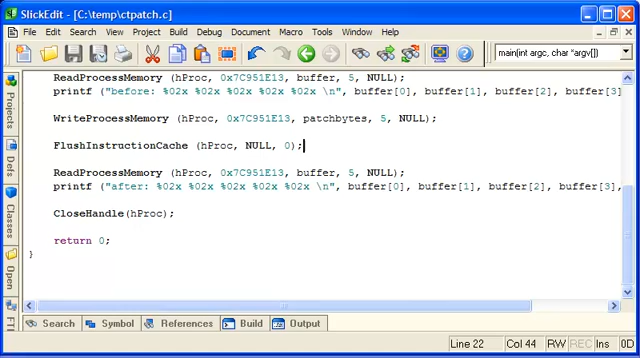 SlickEdit - [C:\temp\ctpatch.c]
File Edit Search View Project Build Debug Document Macro Tools Window Help
main(int argc, char *argv[])
Projects
Defs
Classes
Open
FT
ReadProcessMemory (hProc, 0x7C951E13, buffer, 5, NULL);
printf ("before: %02x %02x %02x %02x %02x \n", buffer[0], buffer[1], buffer[2], buffer[3]
WriteProcessMemory (hProc, 0x7C951E13, patchbytes, 5, NULL);
FlushInstructionCache (hProc, NULL, 0);
ReadProcessMemory (hProc, 0x7C951E13, buffer, 5, NULL);
printf ("after: %02x %02x %02x %02x %02x \n", buffer[0], buffer[1], buffer[2], buffer[3],
CloseHandle(hProc);
return 0;
}
Search Symbol References Build Output
Line 22 Col 44 RW REC Ins 0D